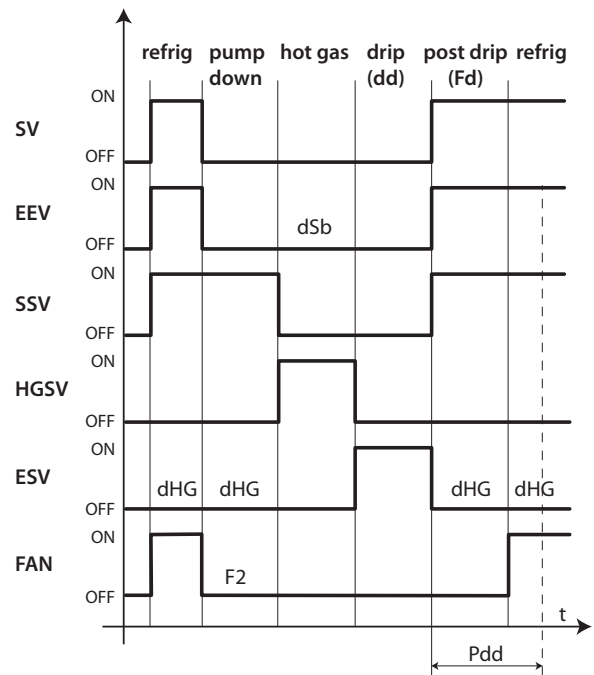 refrig pump hot gas drip post drip refrig
down (dd) (Fd)
ON
SV
OFF
ON
EEV
dSb
OFF
ON
SSV
OFF
ON
HGSV
OFF
ON
ESV
dHG dHG dHG dHG
OFF
ON
FAN
F2
OFF
t
Pdd